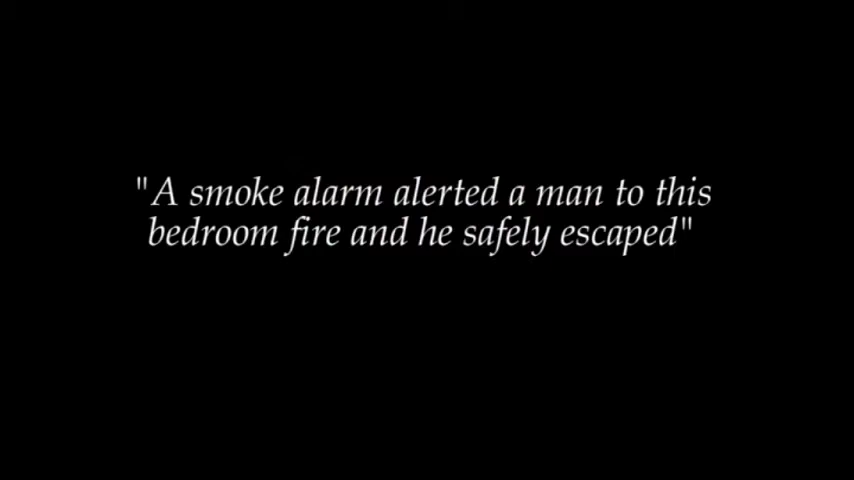 "A smoke alarm alerted a man to this
bedroom fire and he safely escaped"